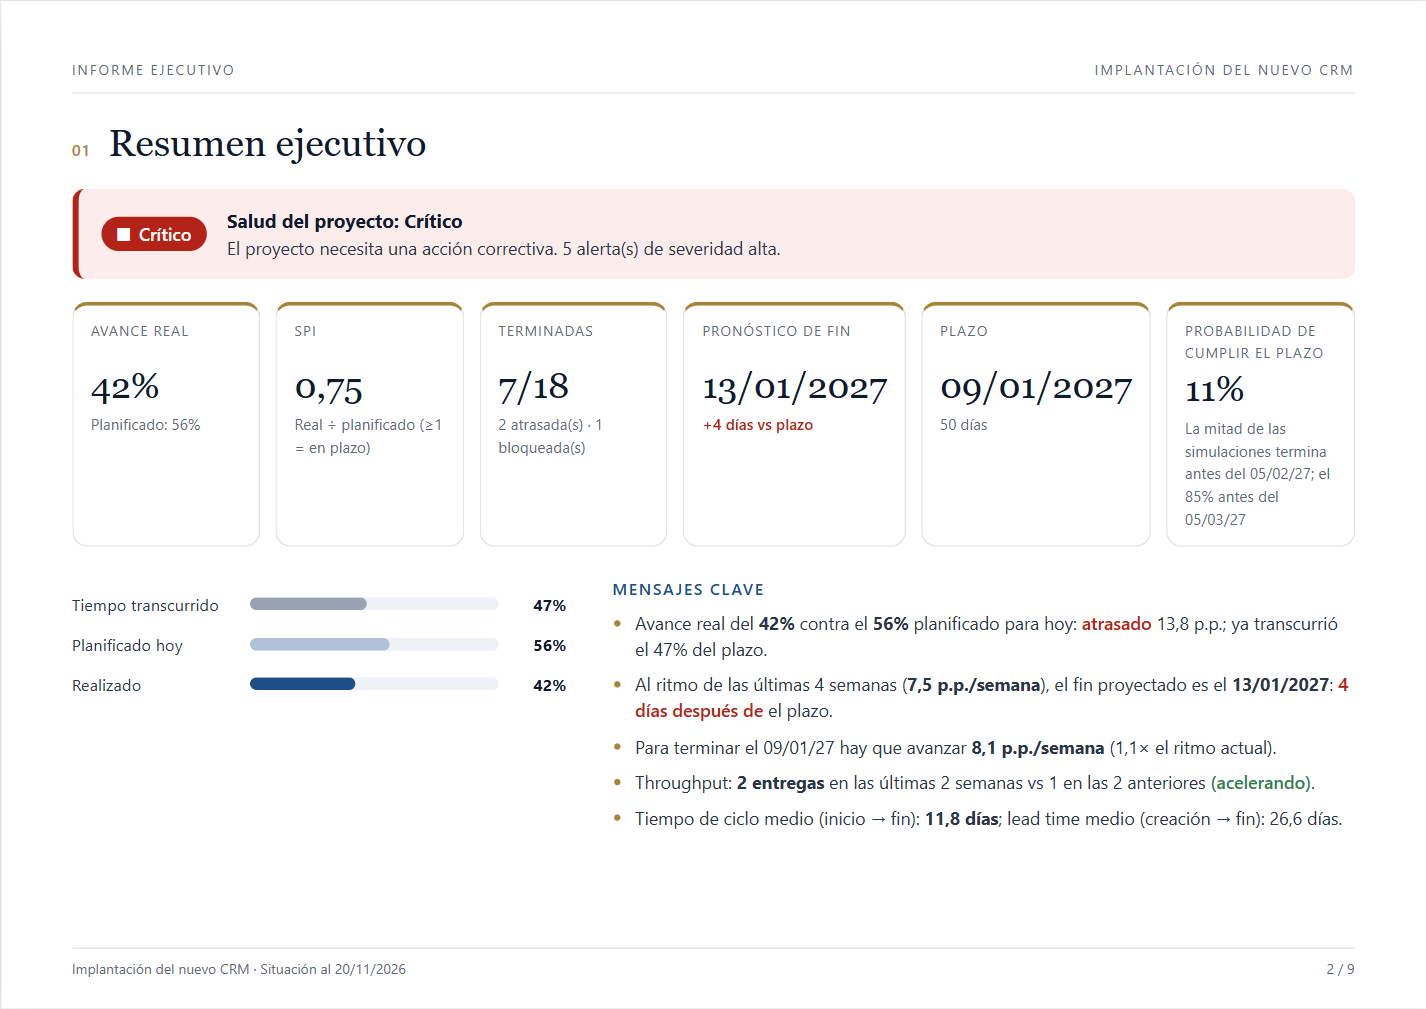 INFORME EJECUTIVO
IMPLANTACIÓN DEL NUEVO CRM
01 Resumen ejecutivo
Crítico
Salud del proyecto: Crítico
El proyecto necesita una acción correctiva. 5 alerta(s) de severidad alta.
AVANCE REAL
42%
Planificado: 56%
SPI
0,75
Real ÷ planificado (≥1
= en plazo)
TERMINADAS
7/18
2 atrasada(s) · 1
bloqueada(s)
PRONÓSTICO DE FIN
13/01/2027
+4 días vs plazo
PLAZO
09/01/2027
50 días
PROBABILIDAD DE
CUMPLIR EL PLAZO
11%
La mitad de las
simulaciones termina
antes del 05/02/27; el
85% antes del
05/03/27
Tiempo transcurrido 47%
Planificado hoy 56%
Realizado 42%
MENSAJES CLAVE
• Avance real del 42% contra el 56% planificado para hoy: atrasado 13,8 p.p.; ya transcurrió
el 47% del plazo.
• Al ritmo de las últimas 4 semanas (7,5 p.p./semana), el fin proyectado es el 13/01/2027: 4
días después de el plazo.
• Para terminar el 09/01/27 hay que avanzar 8,1 p.p./semana (1,1× el ritmo actual).
• Throughput: 2 entregas en las últimas 2 semanas vs 1 en las 2 anteriores (acelerando).
• Tiempo de ciclo medio (inicio → fin): 11,8 días; lead time medio (creación → fin): 26,6 días.
Implantación del nuevo CRM · Situación al 20/11/2026
2 / 9